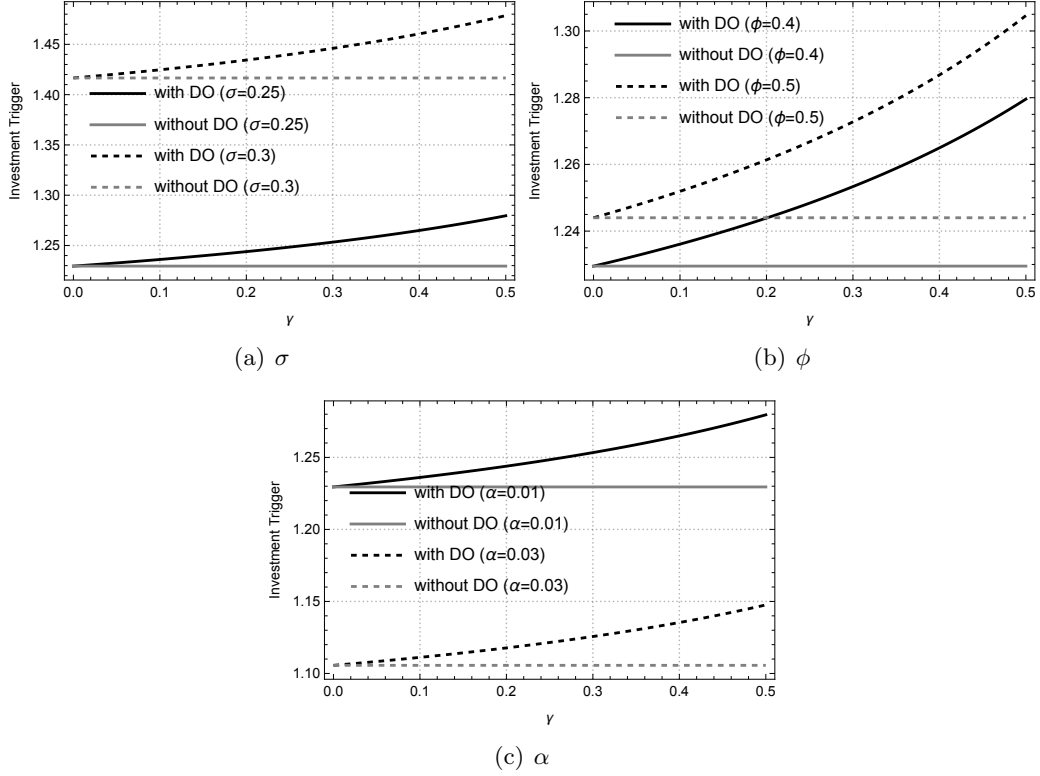 Investment Trigger
1.45
1.40
1.35
1.30
1.25
with DO (σ=0.25)
without DO (σ=0.25)
with DO (σ=0.3)
without DO (σ=0.3)
0.0 0.1 0.2 0.3 0.4 0.5
γ
(a) σ
Investment Trigger
1.30
1.28
1.26
1.24
with DO (ϕ=0.4)
without DO (ϕ=0.4)
with DO (ϕ=0.5)
without DO (ϕ=0.5)
0.0 0.1 0.2 0.3 0.4 0.5
γ
(b) ϕ
Investment Trigger
1.25
1.20
1.15
1.10
with DO (α=0.01)
without DO (α=0.01)
with DO (α=0.03)
without DO (α=0.03)
0.0 0.1 0.2 0.3 0.4 0.5
γ
(c) α